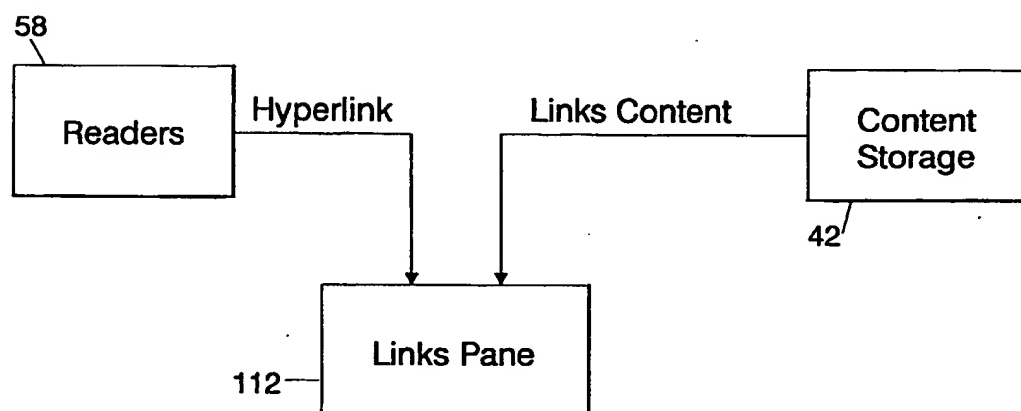 58
Readers
Hyperlink
Links Content
Content
Storage
42
Links Pane
112